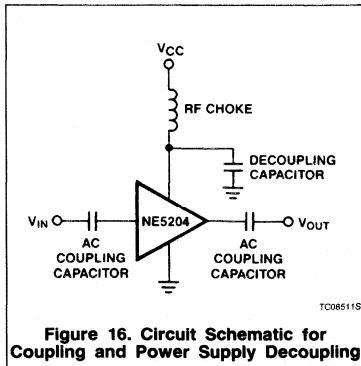 VCC
RF CHOKE
DECOUPLING
CAPACITOR
VIN
NE5204
VOUT
AC
COUPLING
CAPACITOR
AC
COUPLING
CAPACITOR
TC08511S
Figure 16. Circuit Schematic for
Coupling and Power Supply Decoupling